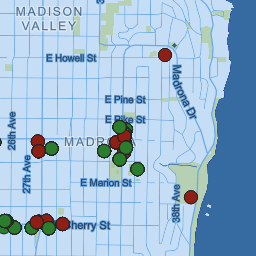 MADISON
VALLEY
E Howell St
Madrona Dr
E Pine St
E Pike St
26th Ave
MADRONA
27th Ave
E Marion St
38th Ave
Cherry St